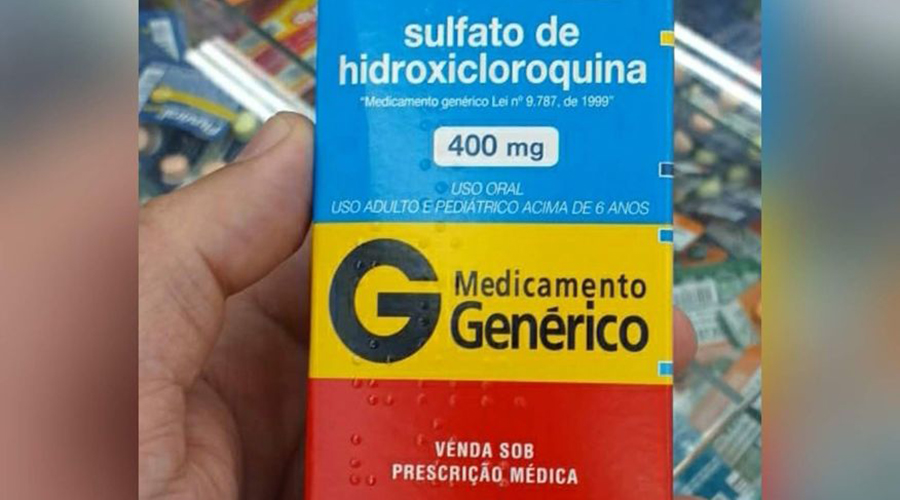 sulfato de
hidroxicloroquina
"Medicamento genérico Lei nº 9.787, de 1999"
400 mg
USO ORAL
USO ADULTO E PEDIÁTRICO ACIMA DE 6 ANOS
G Medicamento
Genérico
VENDA SOB
PRESCRIÇÃO MÉDICA
Fluviral